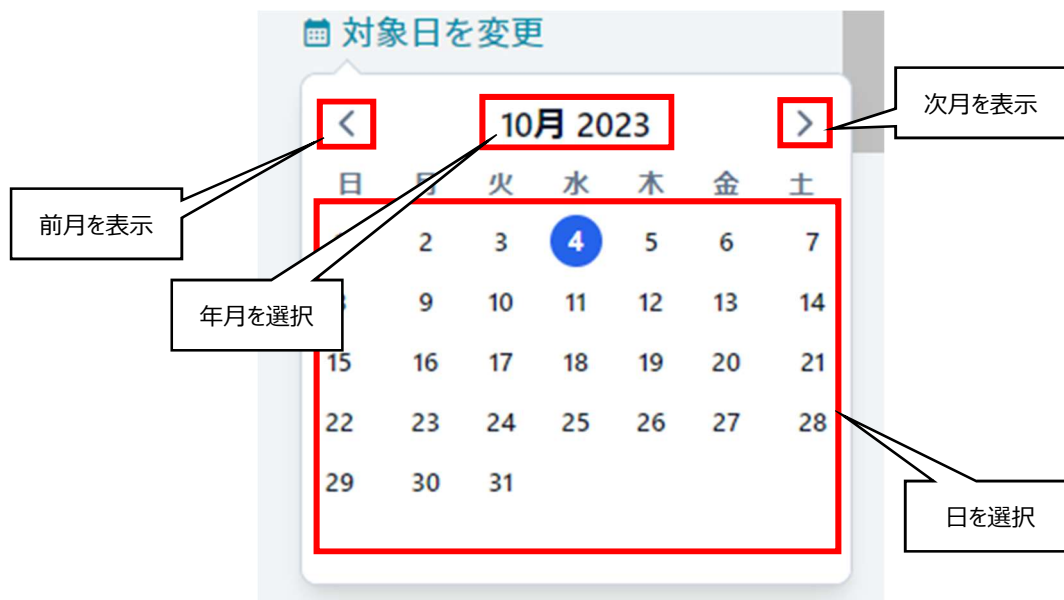 対象日を変更
次月を表示
10月 2023
日 月 火 水 木 金 土
前月を表示
2 3 4 5 6 7
年月を選択
9 10 11 12 13 14
15 16 17 18 19 20 21
22 23 24 25 26 27 28
29 30 31
日を選択